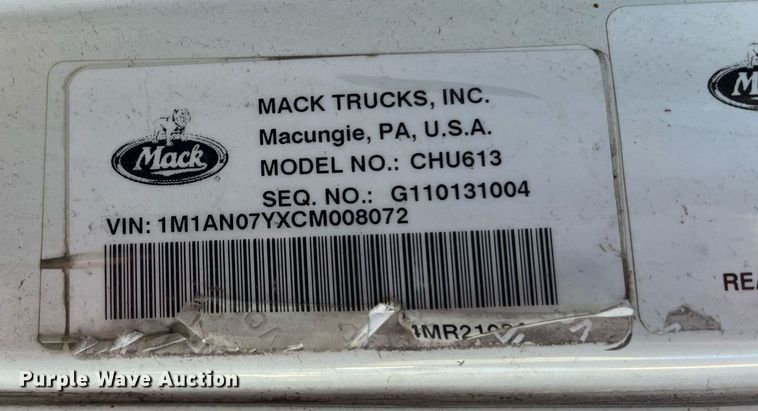 MACK TRUCKS, INC.
Mack
Macungie, PA, U.S.A.
MODEL NO.: CHU613
SEQ. NO.: G110131004
VIN: 1M1AN07YXCM008072
Purple Wave Auction